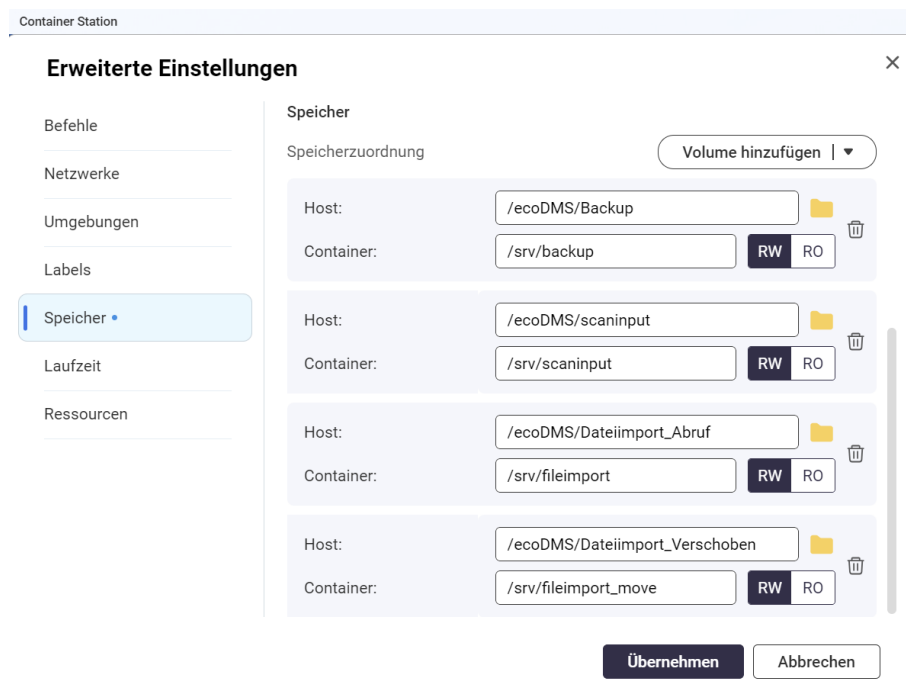 Container Station
Erweiterte Einstellungen
Befehle
Netzwerke
Umgebungen
Labels
Speicher
Laufzeit
Ressourcen
Speicher
Speicherzuordnung
Volume hinzufügen
Host:
/ecoDMS/Backup
Container:
/srv/backup
RW RO
Host:
/ecoDMS/scaninput
Container:
/srv/scaninput
RW RO
Host:
/ecoDMS/Dateiimport_Abruf
Container:
/srv/fileimport
RW RO
Host:
/ecoDMS/Dateiimport_Verschoben
Container:
/srv/fileimport_move
RW RO
Übernehmen
Abbrechen